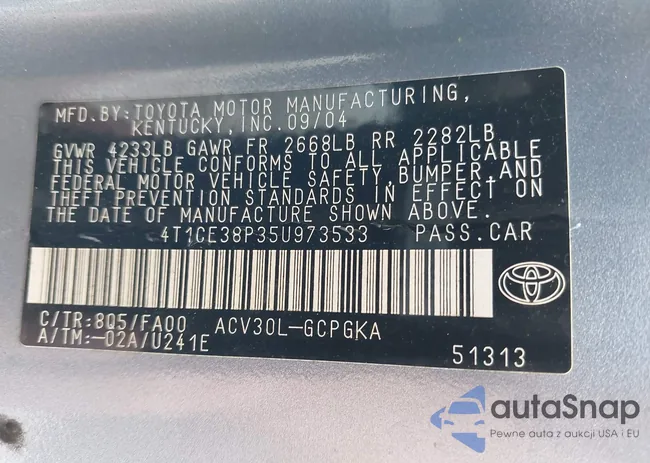 MFD.BY:TOYOTA MOTOR MANUFACTURING,
KENTUCKY,INC.09/04
GVWR 4233LB GAWR FR 2668LB RR 2282LB
THIS VEHICLE CONFORMS TO ALL APPLICABLE
FEDERAL MOTOR VEHICLE SAFETY,BUMPER,AND
THEFT PREVENTION STANDARDS IN EFFECT ON
THE DATE OF MANUFACTURE SHOWN ABOVE.
4T1CE38P35U973533 PASS.CAR
C/TR:8Q5/FA00 ACV30L-GCPGKA
A/TM:-02A/U241E
51313
autaSnap
Pewne auta z aukcji USA i EU